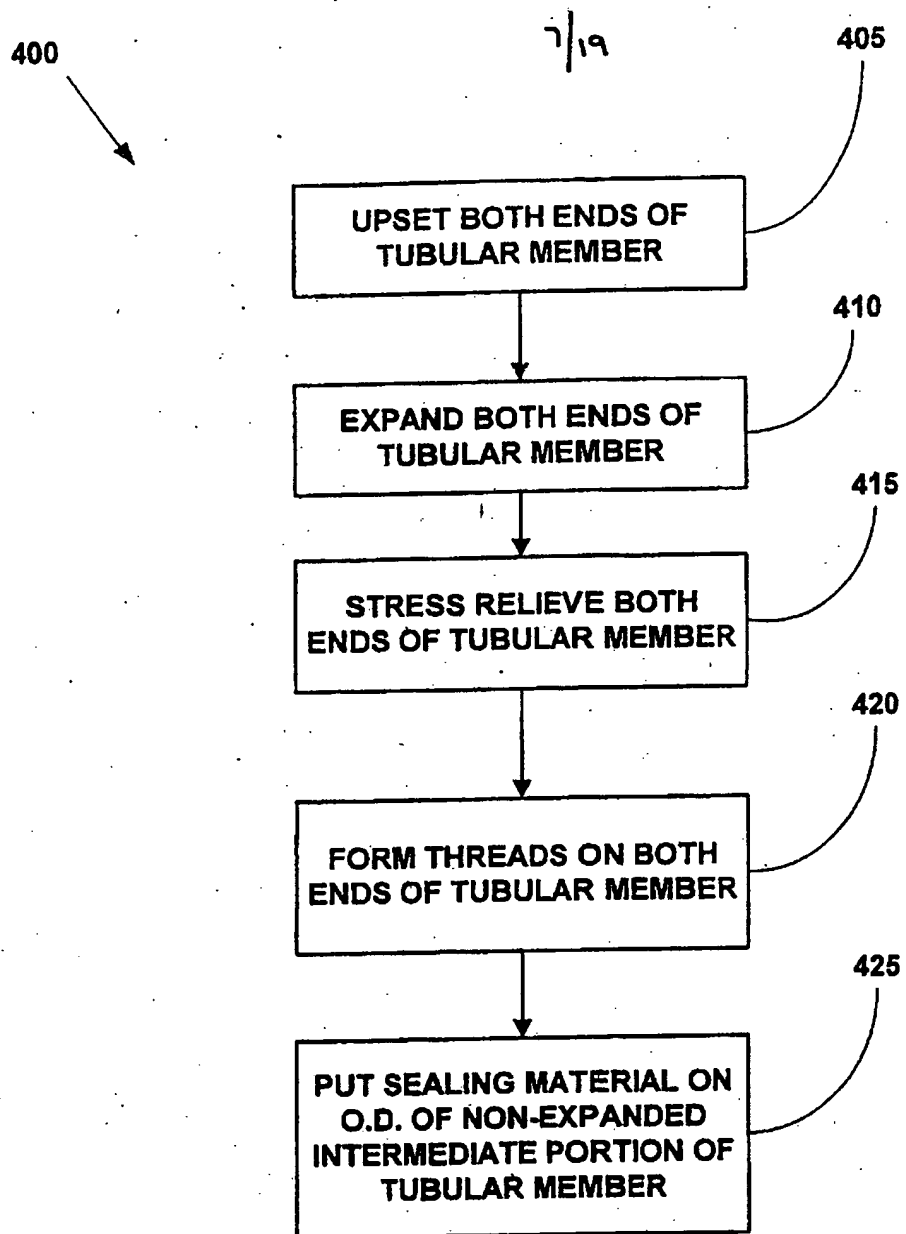 7/19
400
405
UPSET BOTH ENDS OF
TUBULAR MEMBER
410
EXPAND BOTH ENDS OF
TUBULAR MEMBER
415
STRESS RELIEVE BOTH
ENDS OF TUBULAR MEMBER
420
FORM THREADS ON BOTH
ENDS OF TUBULAR MEMBER
425
PUT SEALING MATERIAL ON
O.D. OF NON-EXPANDED
INTERMEDIATE PORTION OF
TUBULAR MEMBER